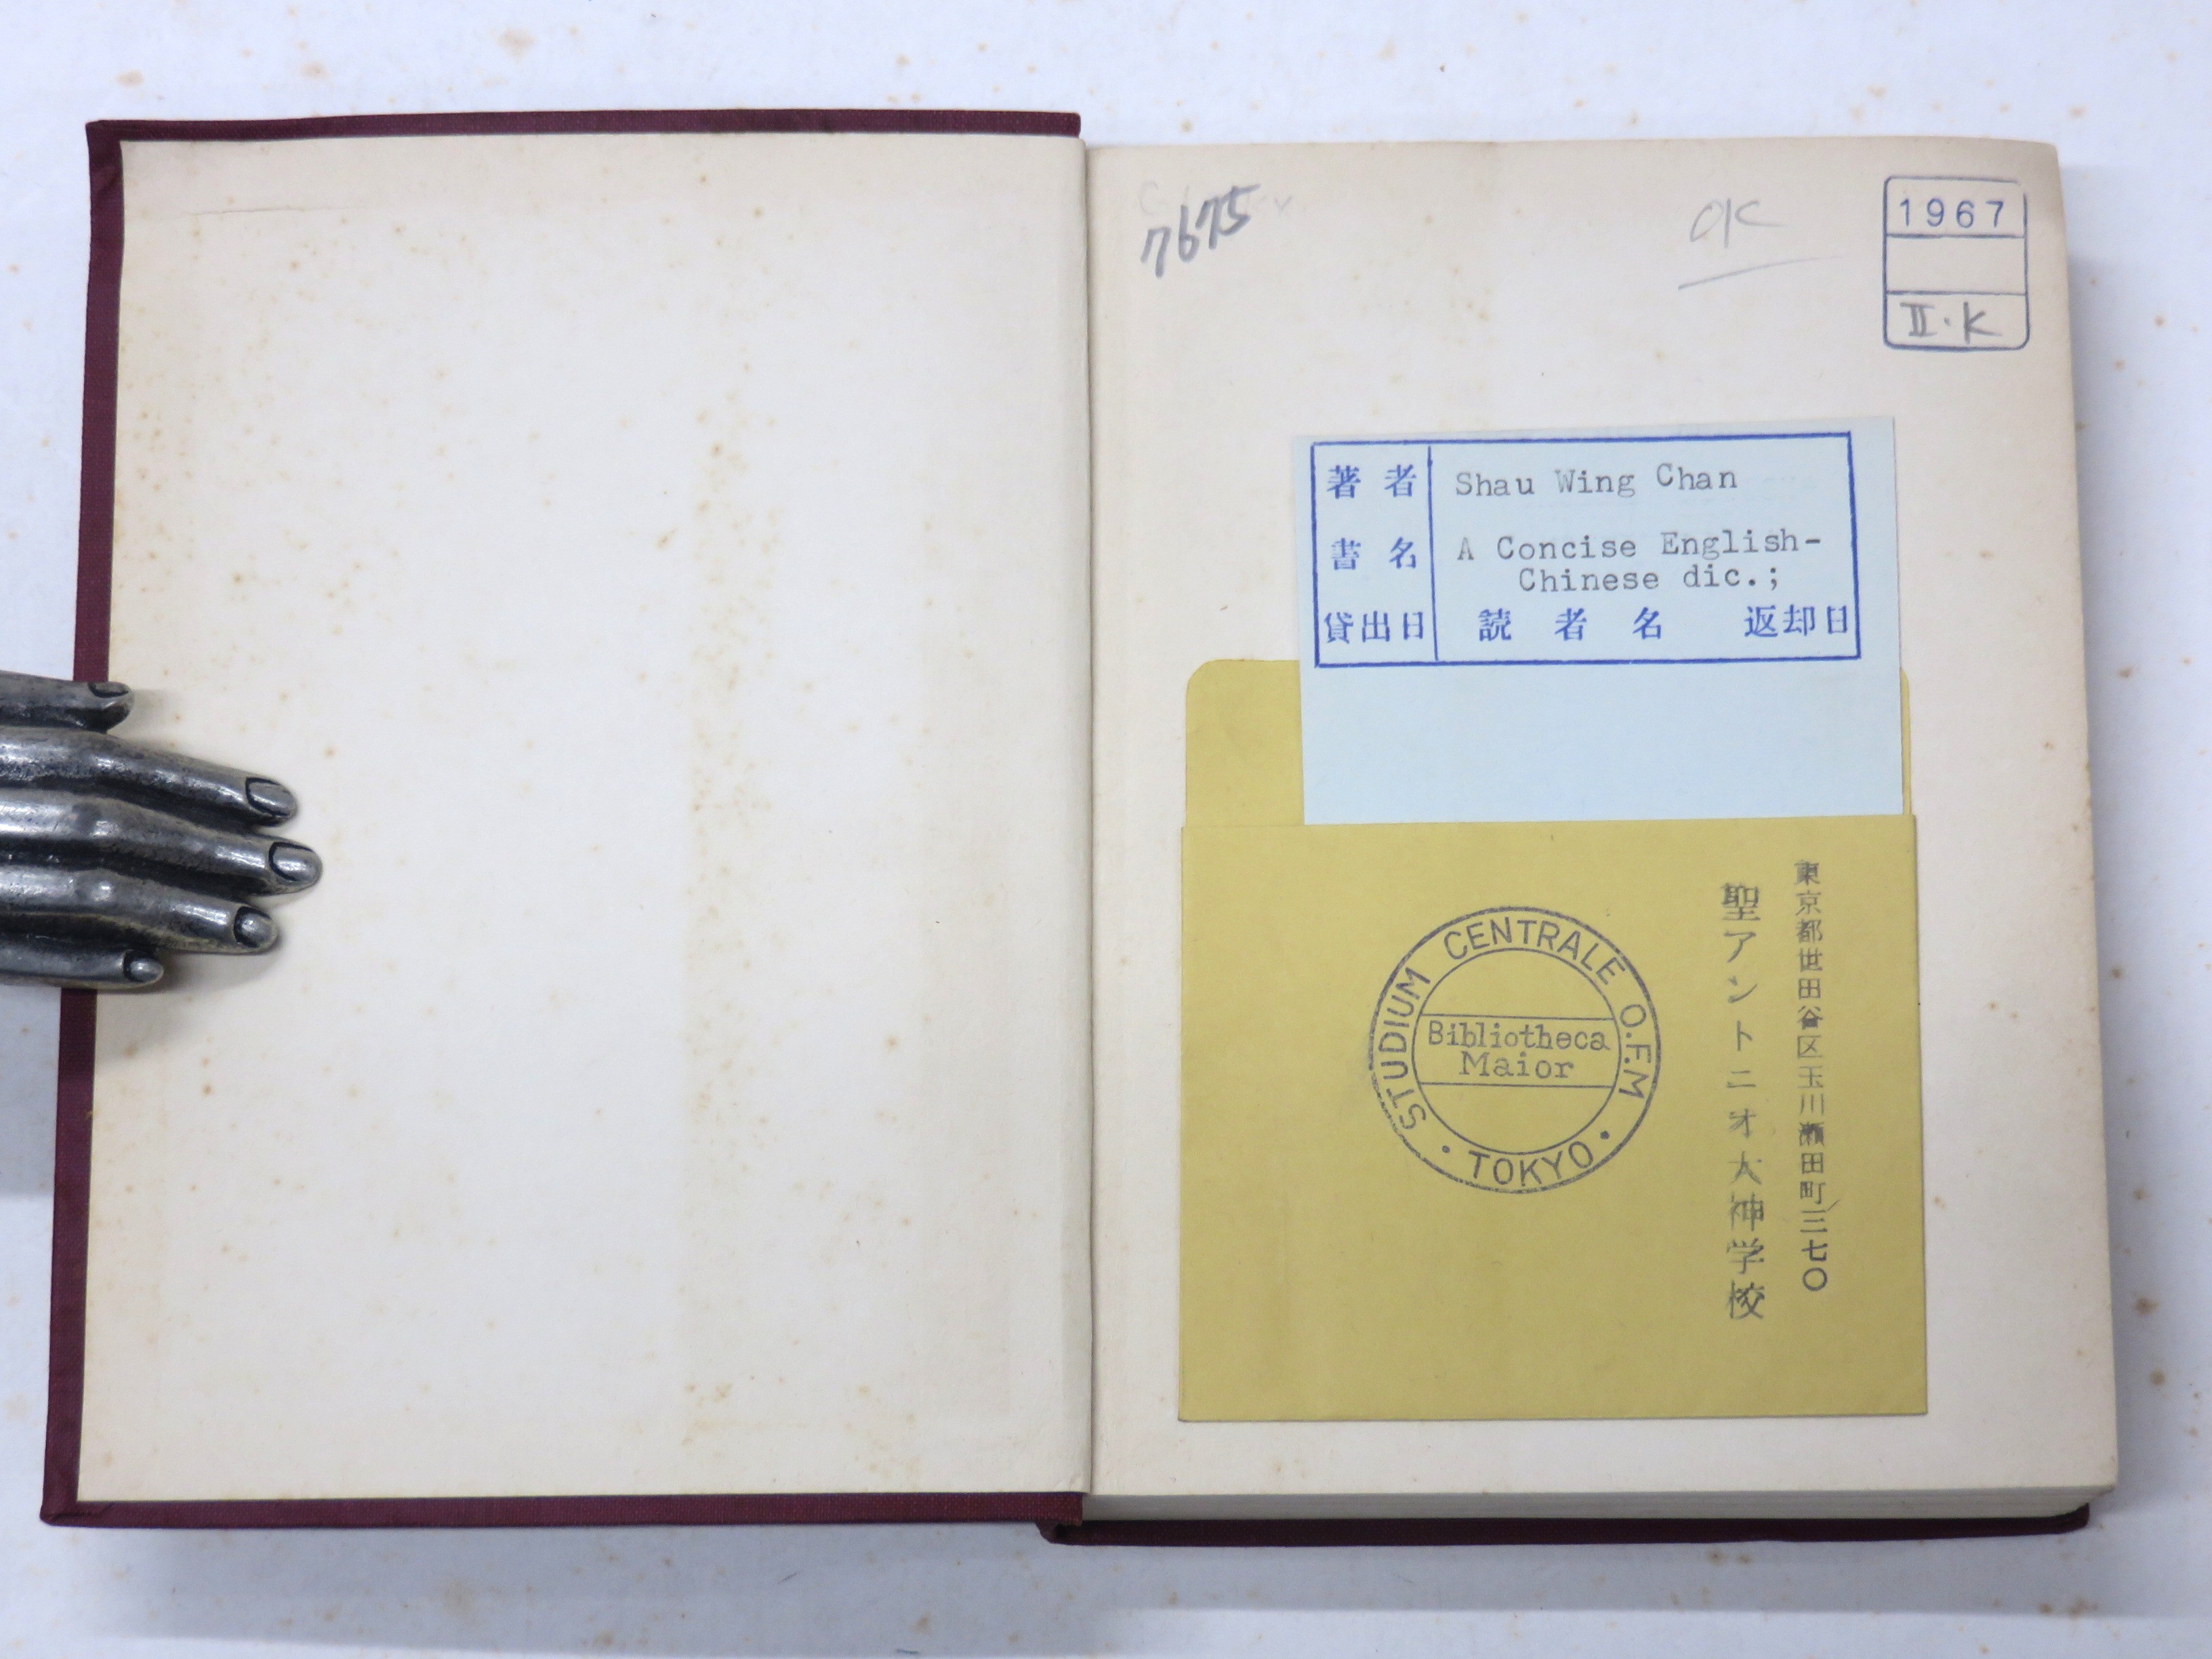 7675
OK
1967
II・K
著者 Shau Wing Chan
書名 A Concise English-
Chinese dic.;
貸出日 読者名 返却日
東京都世田谷区玉川瀬田町三七〇
聖アントニオ大神学校
STUDIUM CENTRALE O.F.M
• TOKYO •
Bibliotheca
Maior